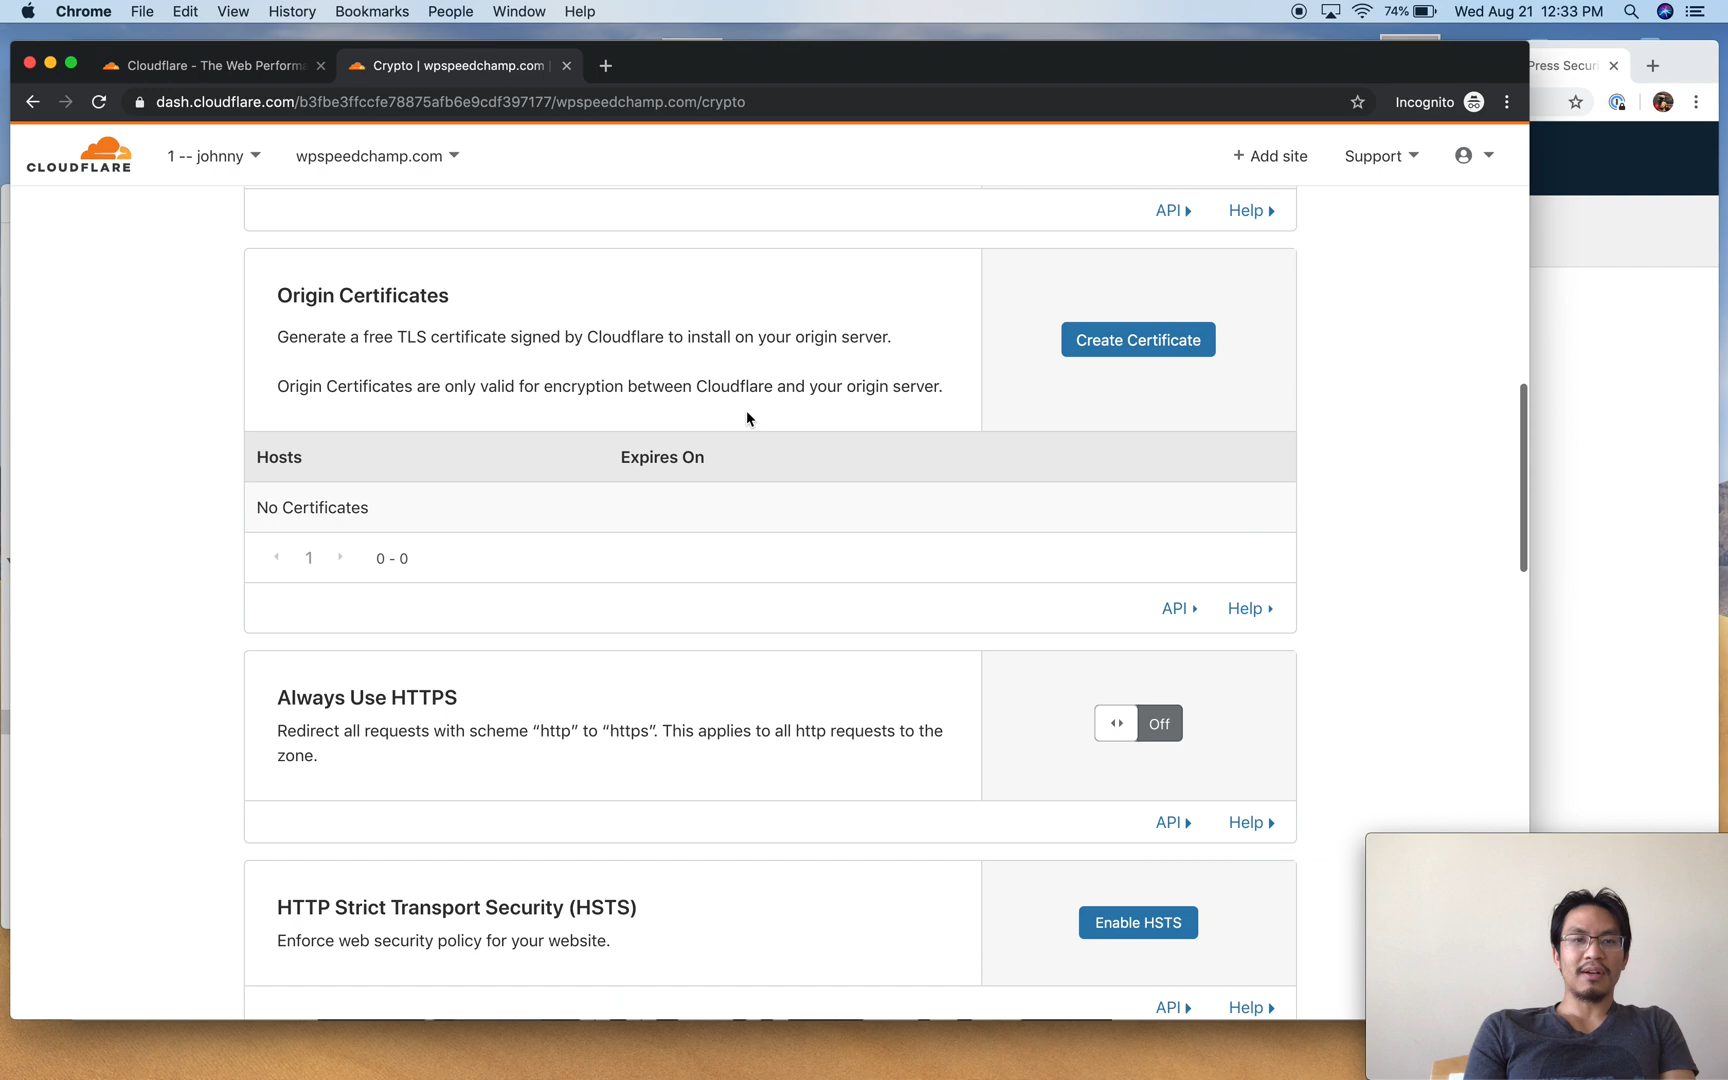 Chrome File Edit View History Bookmarks People Window Help 74% Wed Aug 21 12:33 PM
Cloudflare - The Web Performa Crypto | wpspeedchamp.com | Press Securi
dash.cloudflare.com/b3fbe3ffccfe78875afb6e9cdf397177/wpspeedchamp.com/crypto Incognito
CLOUDFLARE 1 -- johnny wpspeedchamp.com + Add site Support
API Help
Origin Certificates
Generate a free TLS certificate signed by Cloudflare to install on your origin server.
Create Certificate
Origin Certificates are only valid for encryption between Cloudflare and your origin server.
Hosts Expires On
No Certificates
1 0 - 0
API Help
Always Use HTTPS
Redirect all requests with scheme “http” to “https”. This applies to all http requests to the
zone.
Off
API Help
HTTP Strict Transport Security (HSTS)
Enforce web security policy for your website.
Enable HSTS
API Help